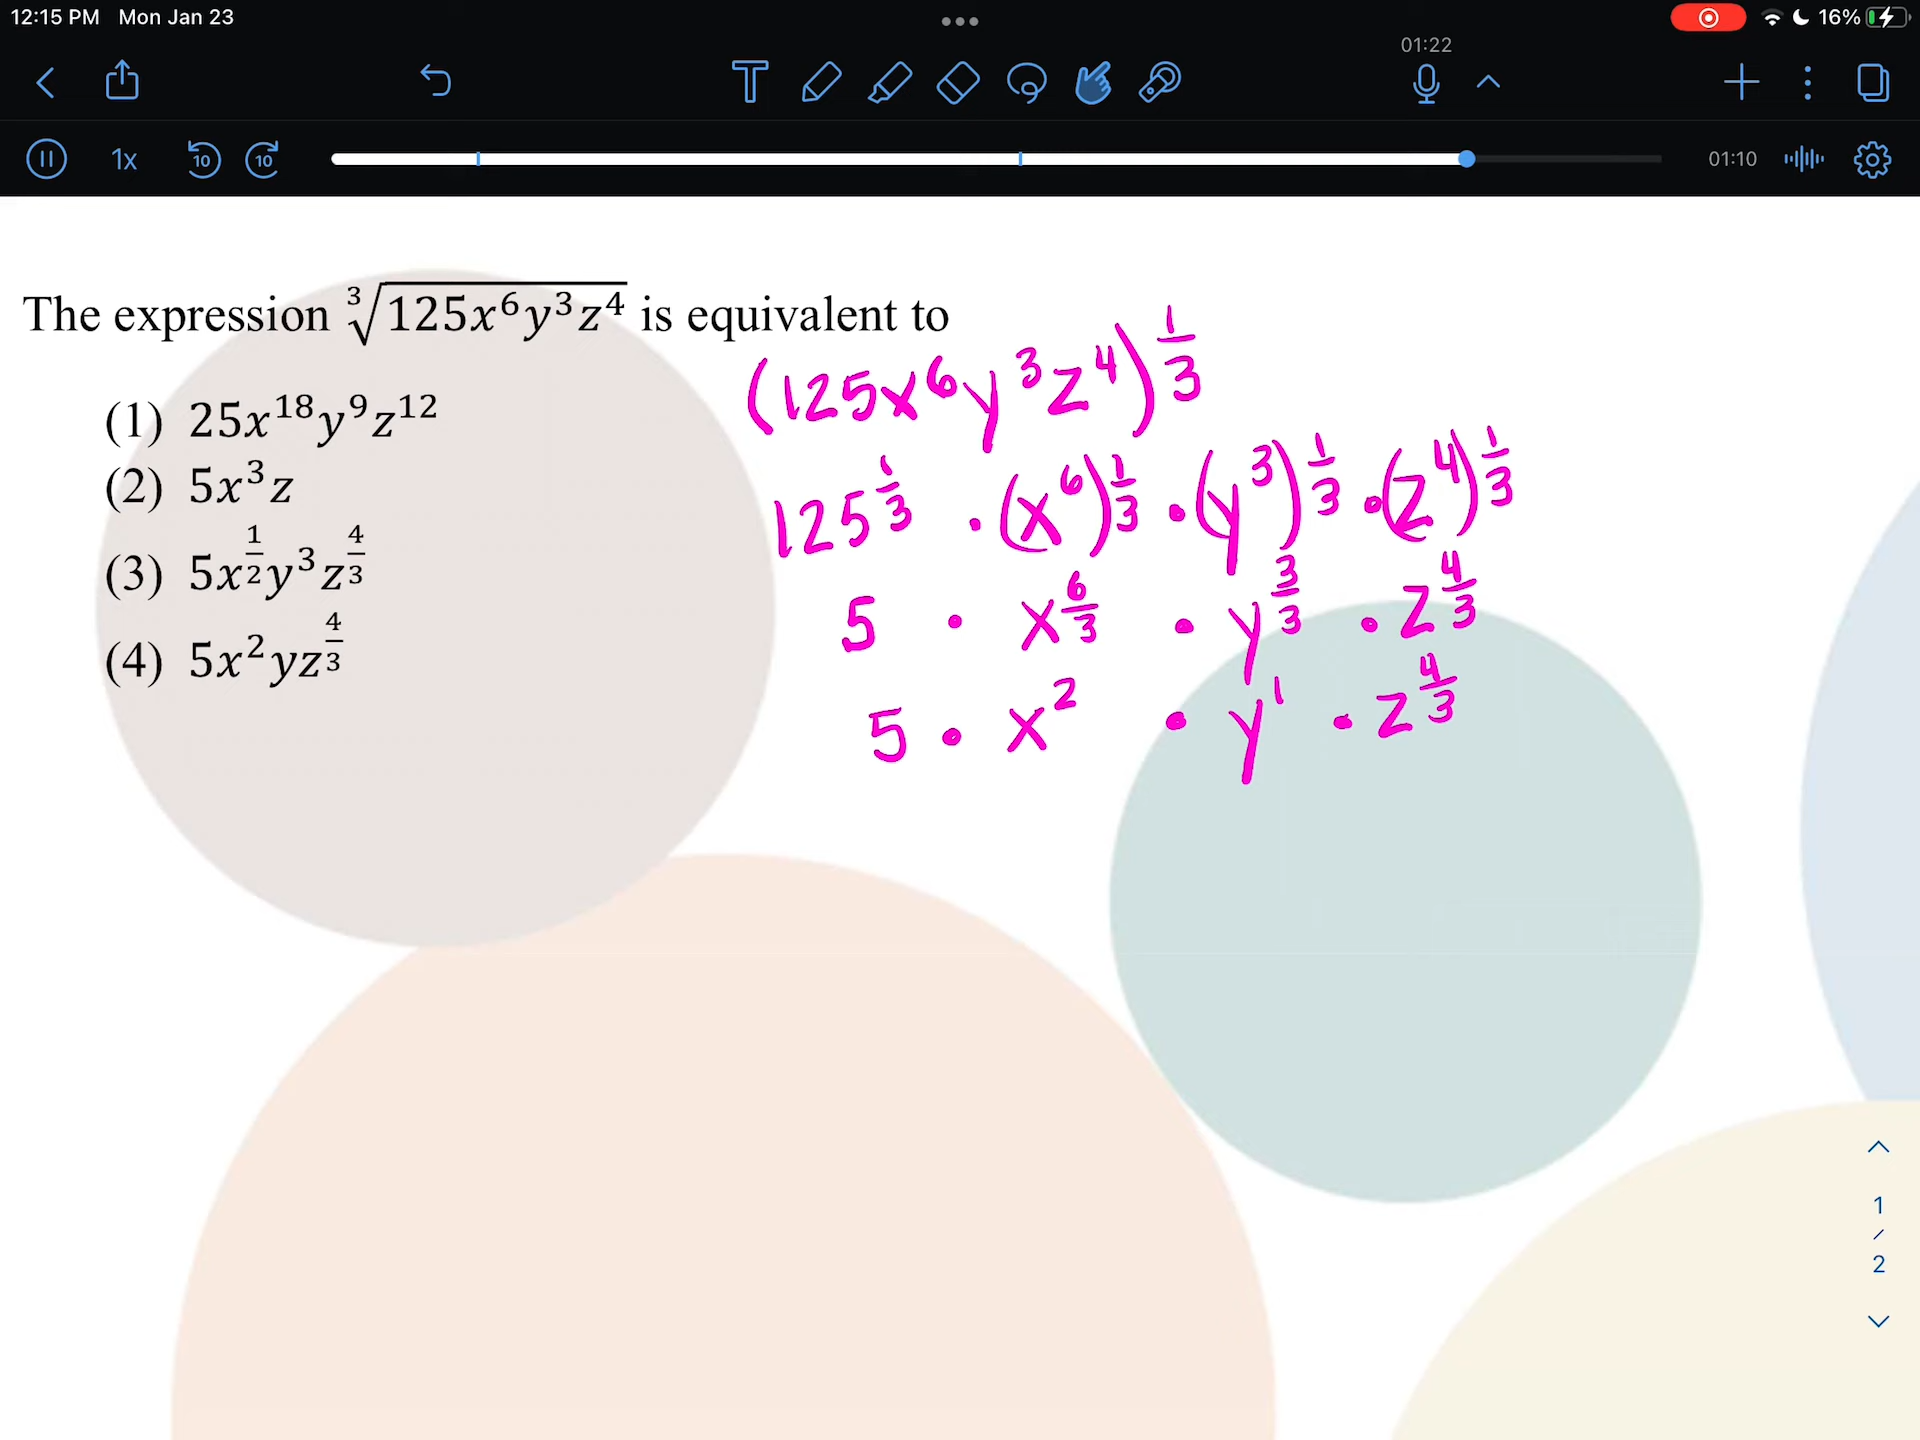 12:15 PM Mon Jan 23
16%
01:22
1x
10
10
01:10
The expression ∛(125x⁶y³z⁴) is equivalent to
(125x⁶y³z⁴)^(1/3)
(1) 25x¹⁸y⁹z¹²
125^(1/3) · (x⁶)^(1/3) · (y³)^(1/3) · (z⁴)^(1/3)
(2) 5x³z
(3) 5x^(1/2)y³z^(4/3)
5 · x^(6/3) · y^(3/3) · z^(4/3)
(4) 5x²yz^(4/3)
5 · x² · y¹ · z^(4/3)
1
/
2